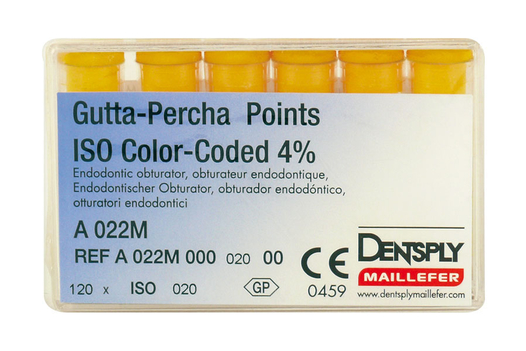 Gutta-Percha Points
ISO Color-Coded 4%
Endodontic obturator, obturateur endodontique,
Endodontischer Obturator, obturador endodóntico,
otturatori endodontici
A 022M
REF A 022M 000 020 00
CE
0459
DENTSPLY
MAILLEFER
www.dentsplymaillefer.com
120 x ISO 020
GP